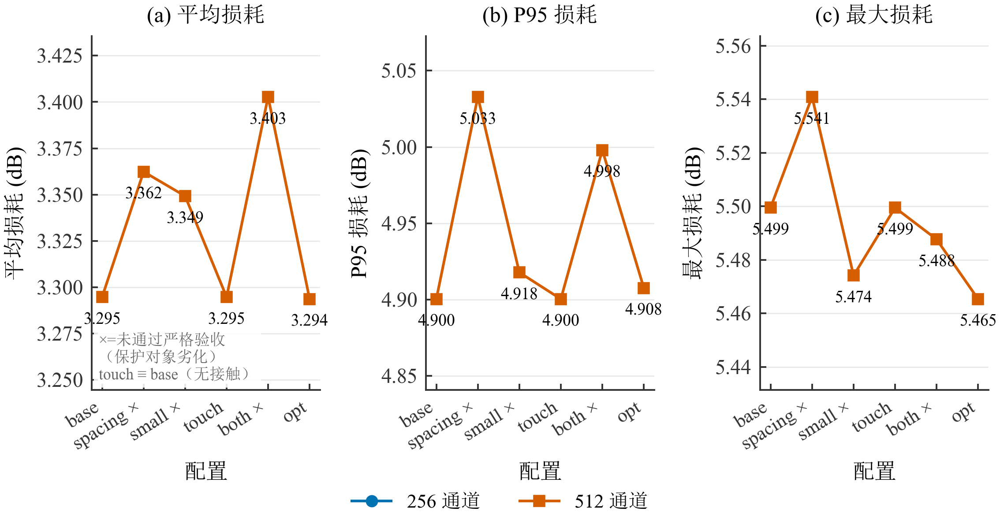 (a) 平均损耗
平均损耗 (dB)
3.425
3.400
3.375
3.350
3.325
3.300
3.275
3.250
3.295
3.362
3.349
3.295
3.403
3.294
×=未通过严格验收
（保护对象劣化）
touch ≡ base（无接触）
base
spacing ×
small ×
touch
both ×
opt
配置
(b) P95 损耗
P95 损耗 (dB)
5.05
5.00
4.95
4.90
4.85
4.900
5.033
4.918
4.900
4.998
4.908
base
spacing ×
small ×
touch
both ×
opt
配置
(c) 最大损耗
最大损耗 (dB)
5.56
5.54
5.52
5.50
5.48
5.46
5.44
5.499
5.541
5.474
5.499
5.488
5.465
base
spacing ×
small ×
touch
both ×
opt
配置
256 通道
512 通道